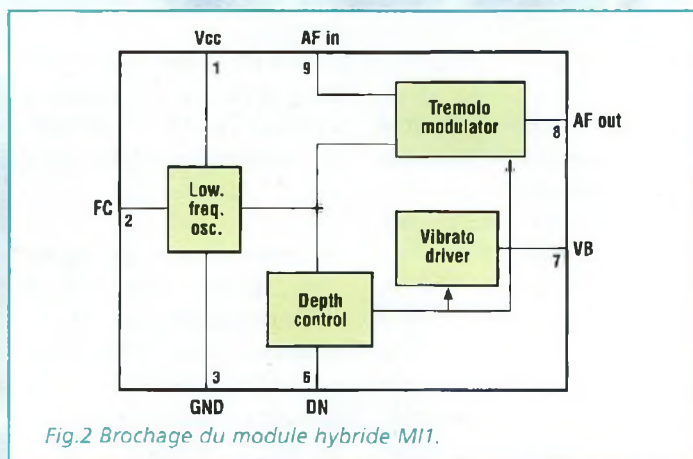 Vcc
AF in
1
9
Tremolo
modulator
8
AF out
FC
2
Low.
freq.
osc.
Vibrato
driver
7
VB
Depth
control
3
6
GND
DN
Fig.2 Brochage du module hybride MI1.